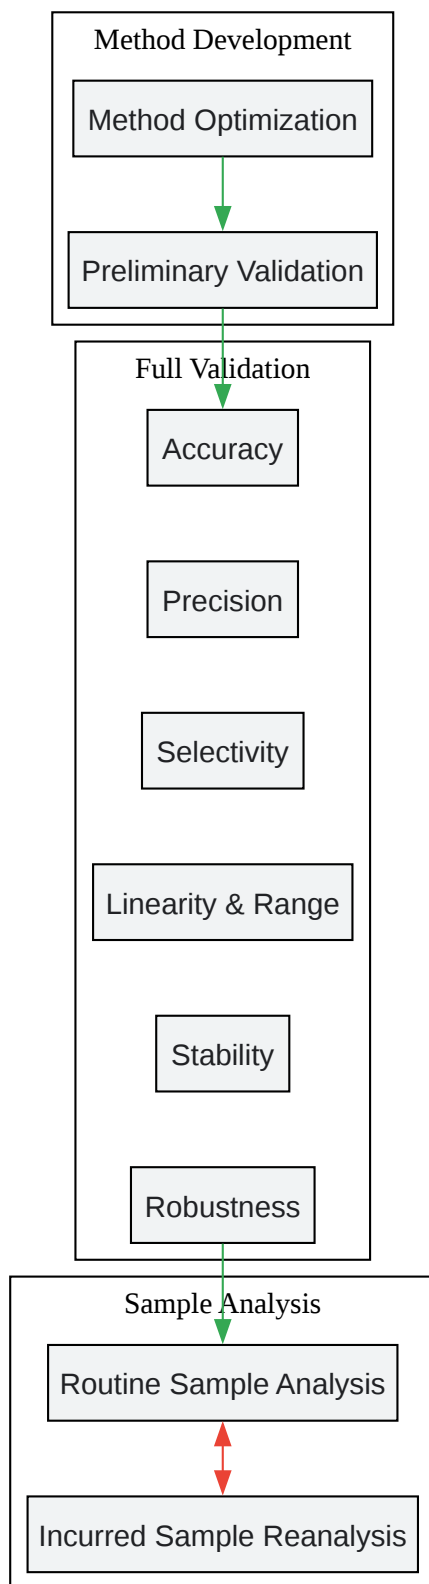 Method Development
Method Optimization
Preliminary Validation
Full Validation
Accuracy
Precision
Selectivity
Linearity & Range
Stability
Robustness
Sample Analysis
Routine Sample Analysis
Incurred Sample Reanalysis